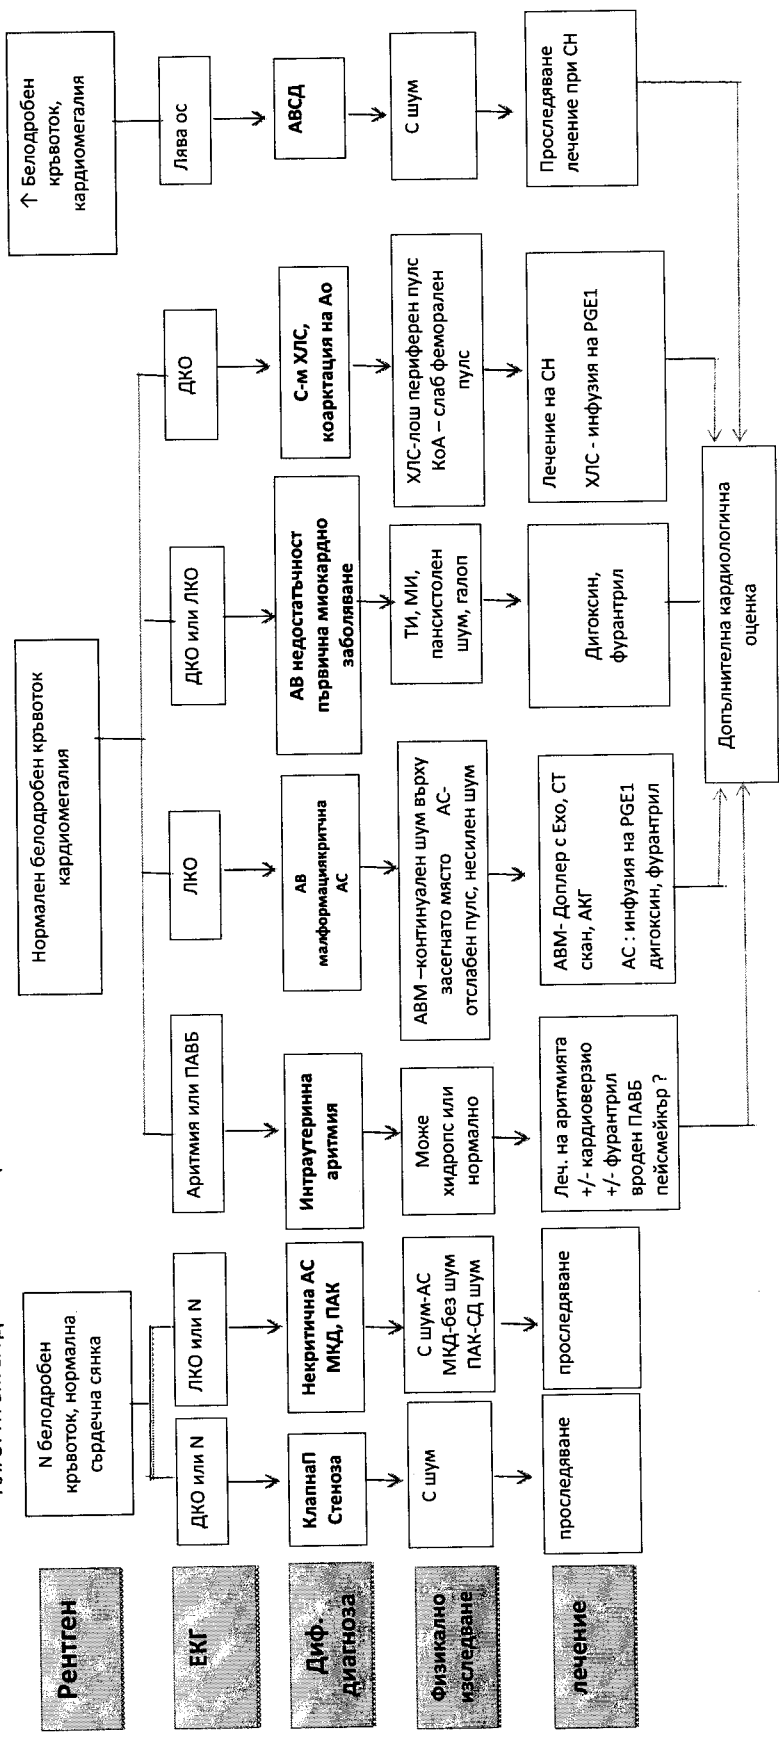 Рентген
N белодробен
кръвоток, нормална
сърдечна сянка
Нормален белодробен кръвоток
кардиомегалия
↑ Белодробен
кръвоток,
кардиомегалия
ЕКГ
ДКО или N
ЛКО или N
Аритмия или ПАВБ
ЛКО
ДКО или ЛКО
ДКО
Лява ос
Диф.
диагноза
КлапнаП
Стеноза
Некритична АС
МКД, ПАК
Интраутеринна
аритмия
АВ
малформациякритчна
АС
АВ недостатъчност
първична миокардно
заболяване
С-м ХЛС,
коарктация на Ао
АВСД
Физикално
изследване
С шум
С шум-АС
МКД-без шум
ПАК-СД шум
Може
хидропс или
нормално
АВМ –континуален шум върху
засегнато място АС-
отслабен пулс, несилен шум
ТИ, МИ,
пансистолен
шум, галоп
ХЛС-лош периферен пулс
КоА – слаб феморален
пулс
С шум
лечение
проследяване
проследяване
Леч. на аритмията
+/- кардиоверзио
+/- фурантрил
вроден ПАВБ
пейсмейкър ?
АВМ- Доплер с Ехо, СТ
скан, АКГ
АС : инфузия на PGE1
дигоксин, фурантрил
Дигоксин,
фурантрил
Лечение на СН
ХЛС - инфузия на PGE1
Проследяване
лечение при СН
Допълнителна кардиологична
оценка